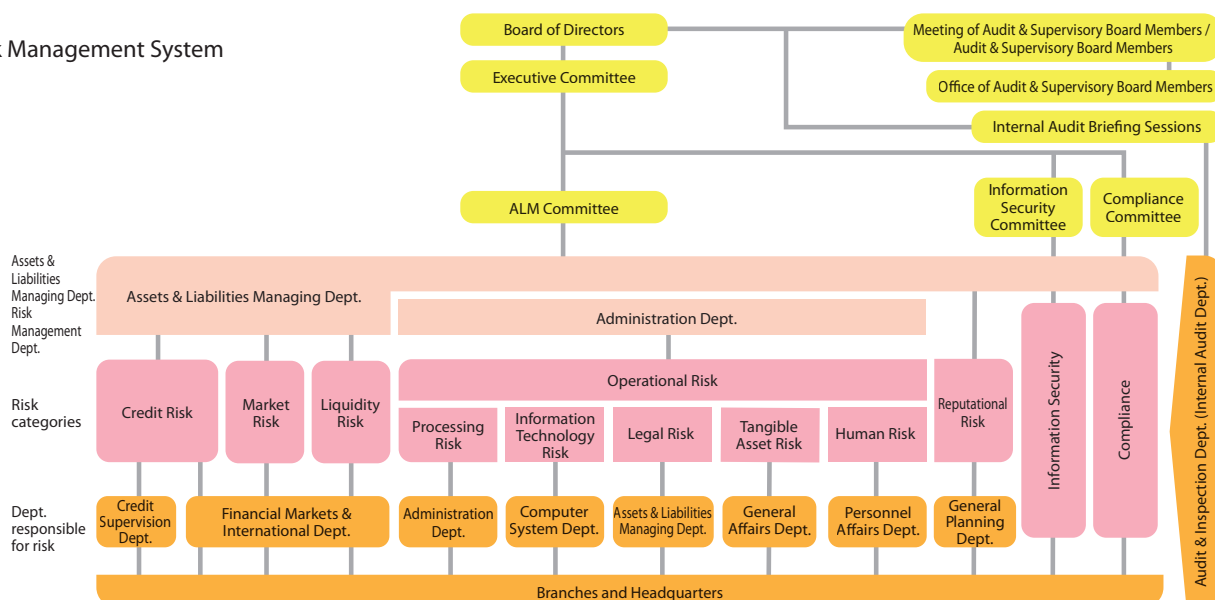 Management System
Board of Directors
Meeting of Audit & Supervisory Board Members /
Audit & Supervisory Board Members
Executive Committee
Office of Audit & Supervisory Board Members
Internal Audit Briefing Sessions
ALM Committee
Information
Security
Committee
Compliance
Committee
Assets &
Liabilities
Managing Dept.
Risk
Management
Dept.
Assets & Liabilities Managing Dept.
Administration Dept.
Risk
categories
Credit Risk
Market
Risk
Liquidity
Risk
Operational Risk
Processing
Risk
Information
Technology
Risk
Legal Risk
Tangible
Asset Risk
Human Risk
Reputational
Risk
Information Security
Compliance
Audit & Inspection Dept. (Internal Audit Dept.)
Dept.
responsible
for risk
Credit
Supervision
Dept.
Financial Markets &
International Dept.
Administration
Dept.
Computer
System Dept.
Assets & Liabilities
Managing Dept.
General
Affairs Dept.
Personnel
Affairs Dept.
General
Planning
Dept.
Branches and Headquarters